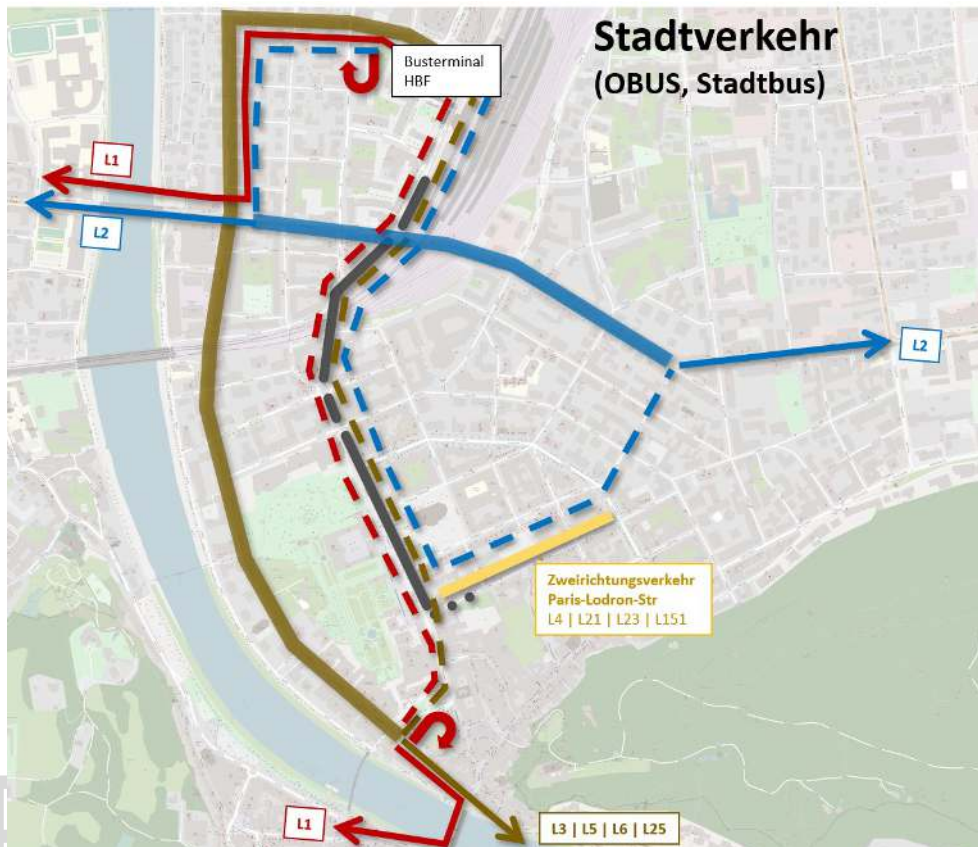 Stadtverkehr
(OBUS, Stadtbus)
Busterminal
HBF
L1
L2
L2
Zweirichtungsverkehr
Paris-Lodron-Str
L4 | L21 | L23 | L151
L1
L3 | L5 | L6 | L25